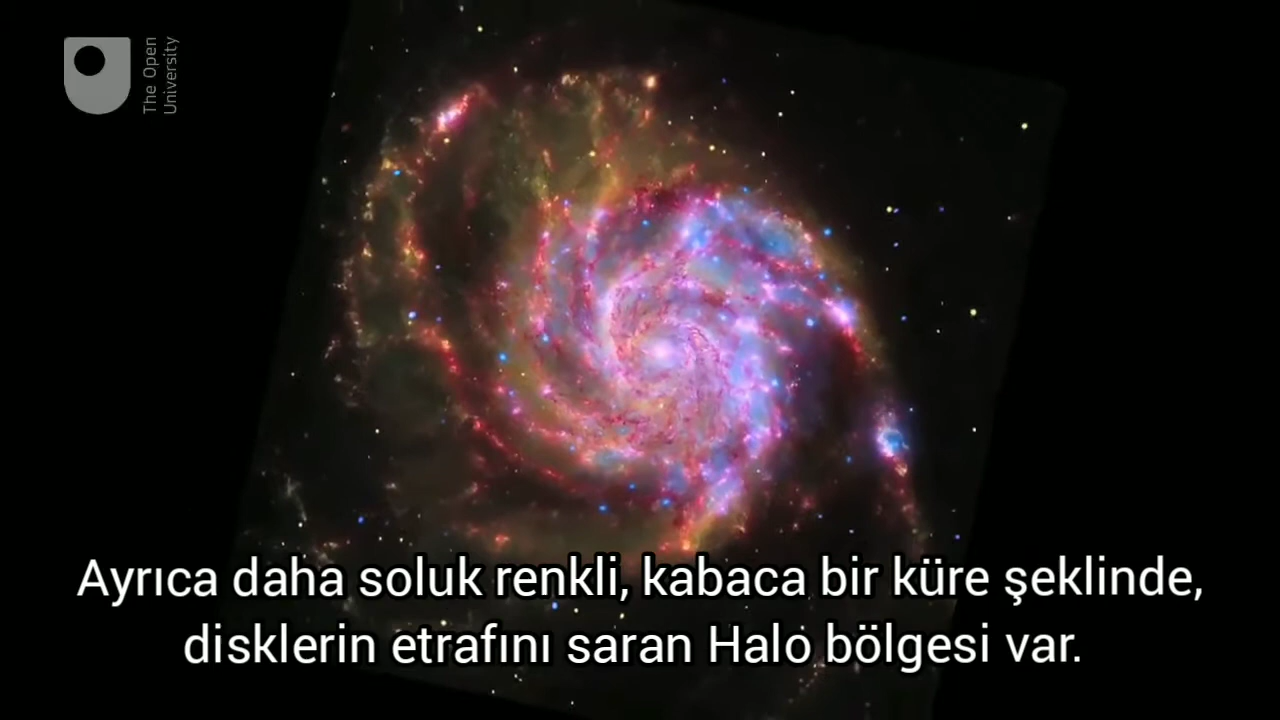 The Open
University
Ayrıca daha soluk renkli, kabaca bir küre şeklinde,
disklerin etrafını saran Halo bölgesi var.